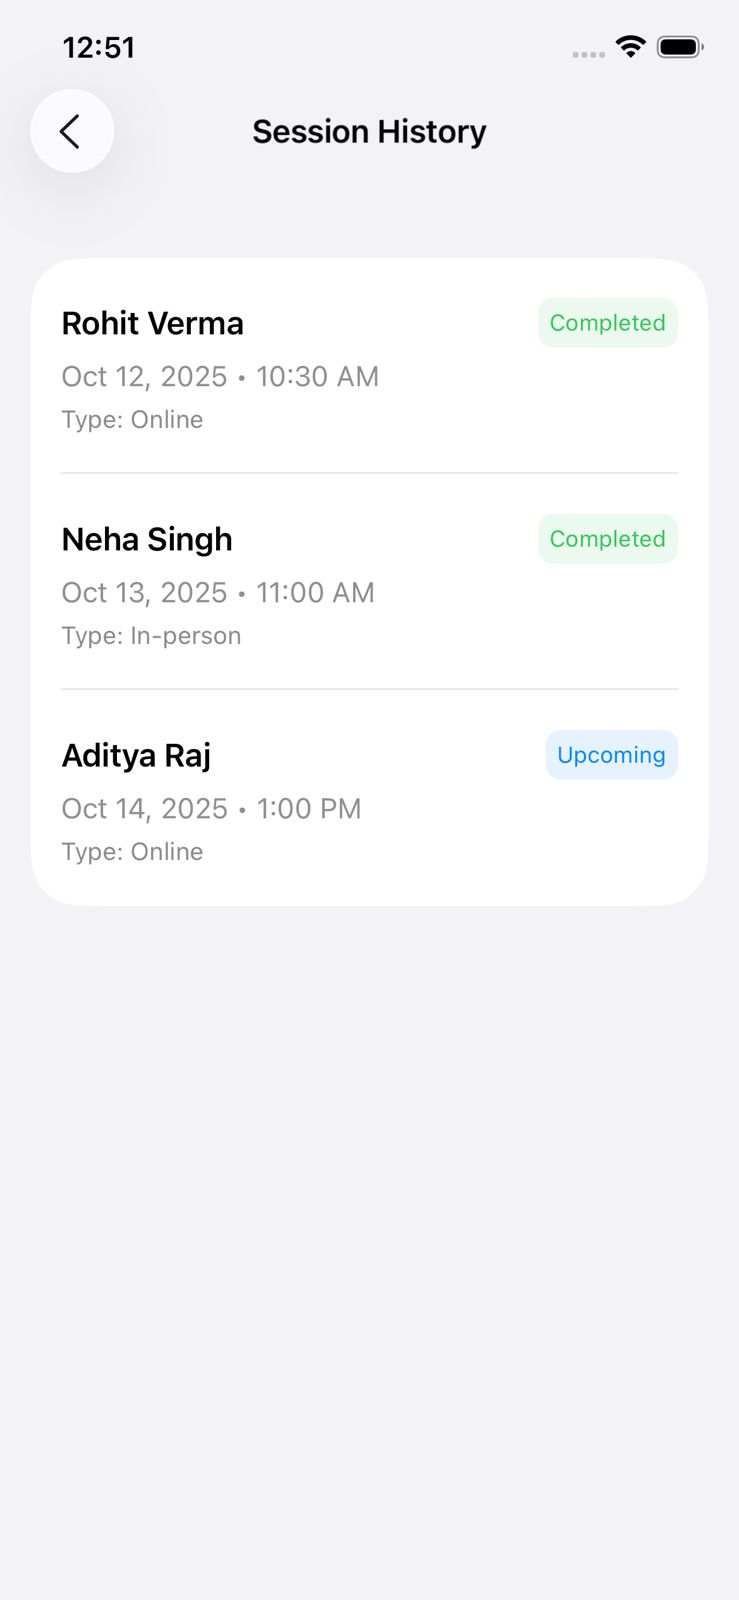 12:51
Session History
Rohit Verma
Completed
Oct 12, 2025 • 10:30 AM
Type: Online
Neha Singh
Completed
Oct 13, 2025 • 11:00 AM
Type: In-person
Aditya Raj
Upcoming
Oct 14, 2025 • 1:00 PM
Type: Online